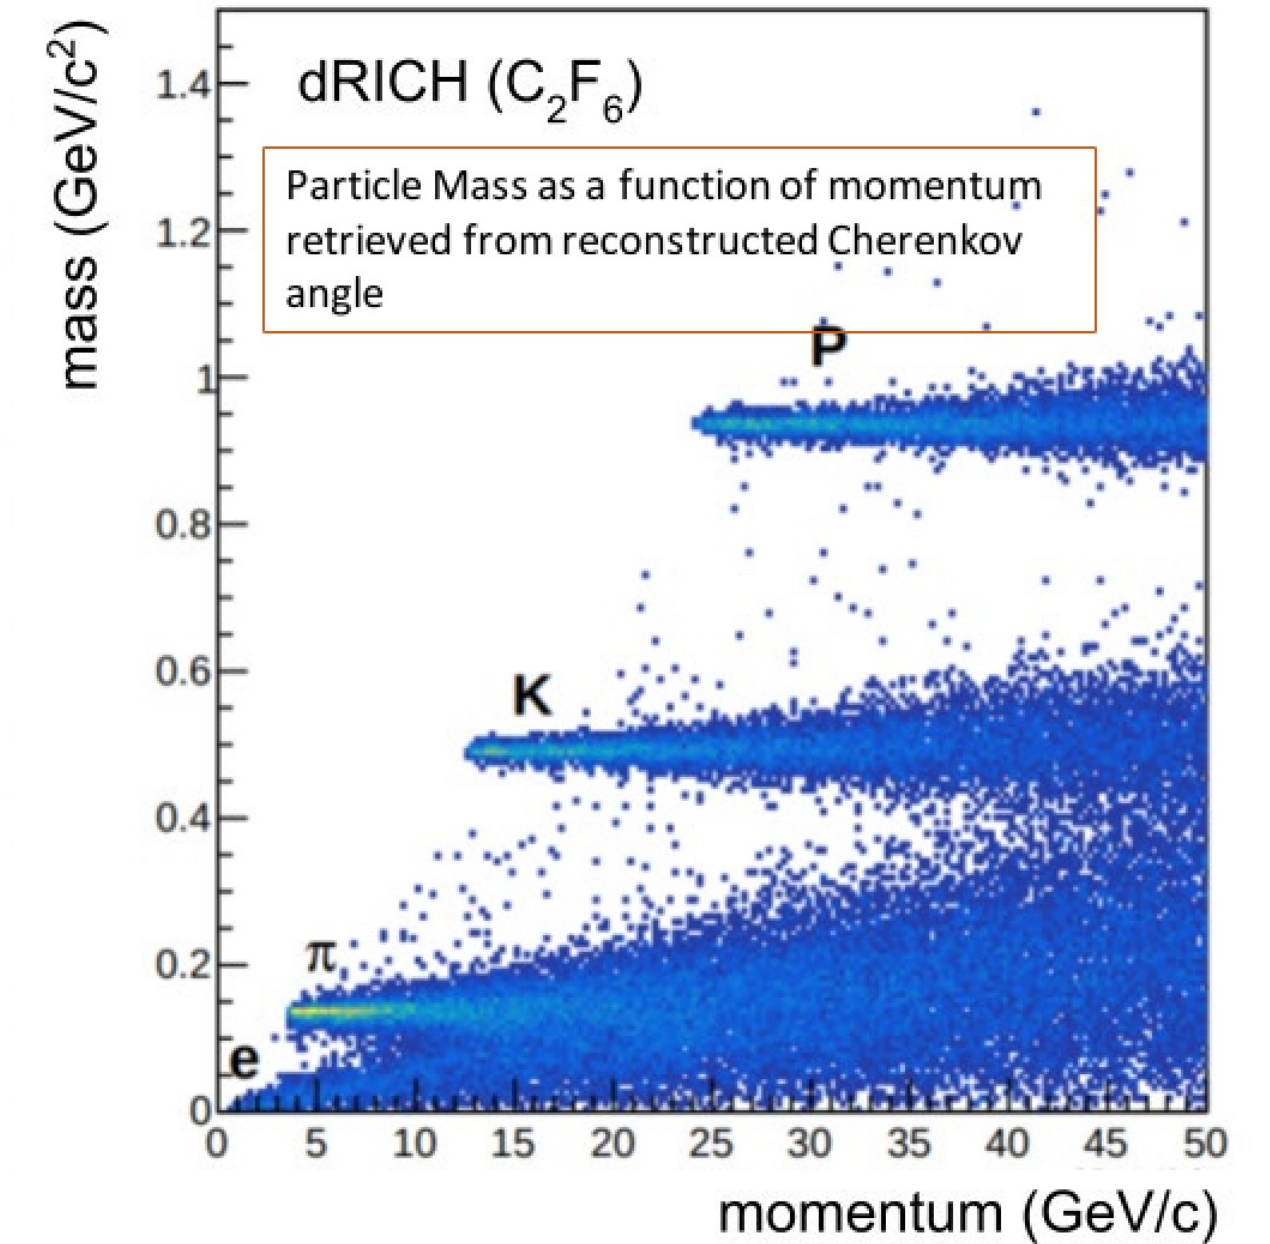 mass (GeV/c²)
dRICH (C₂F₆)
Particle Mass as a function of momentum
retrieved from reconstructed Cherenkov
angle
P
K
π
e
1.4
1.2
1
0.8
0.6
0.4
0.2
0
0 5 10 15 20 25 30 35 40 45 50
momentum (GeV/c)